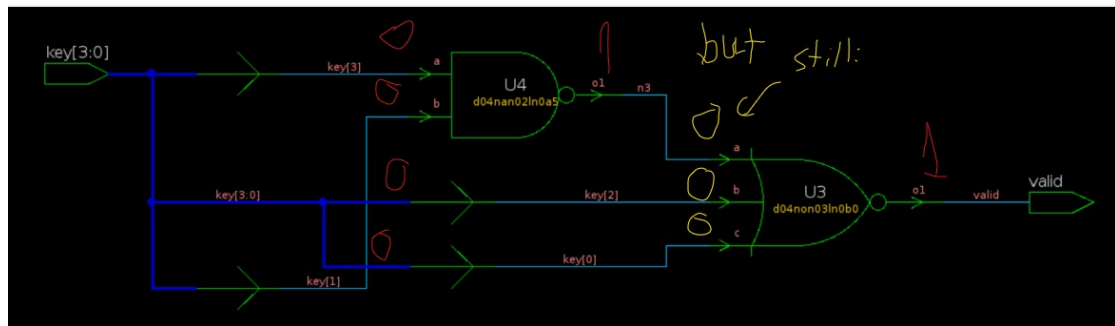 key[3:0]
0
key[3]
a
U4
d04nan02ln0a5
1
o1
n3
but still:
0
b
0
a
0
key[3:0]
key[2]
0
b
U3
d04non03ln0b0
1
o1
valid
valid
0
key[1]
0
c
key[0]